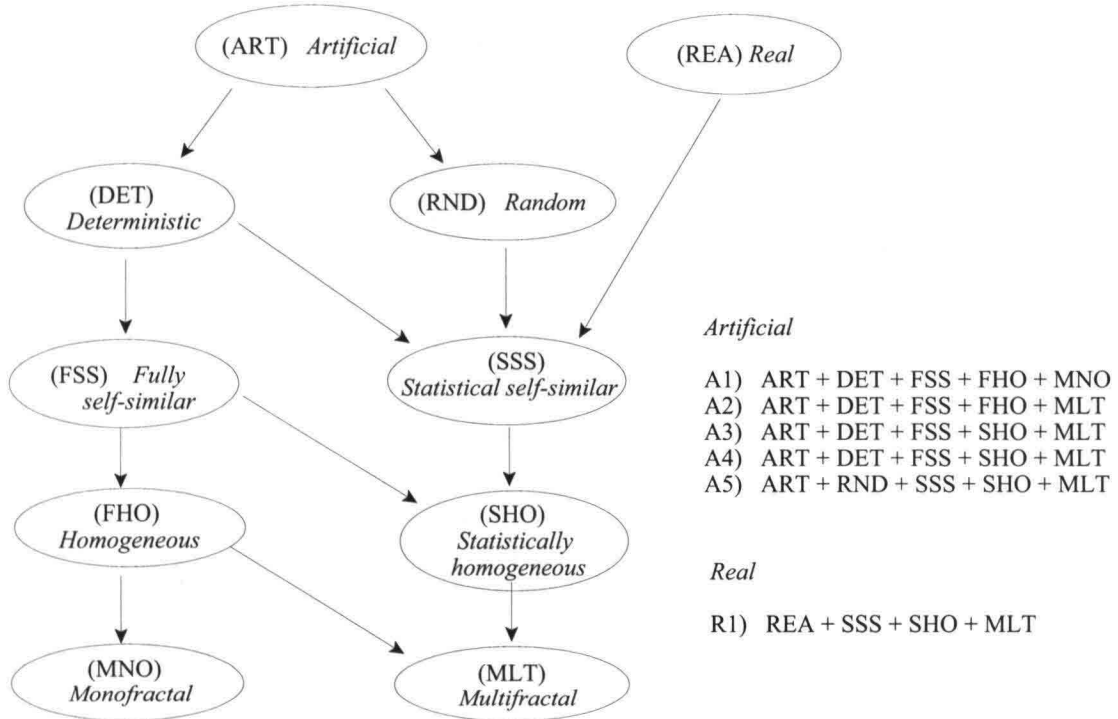 (ART) Artificial
(REA) Real
(DET)
Deterministic
(RND) Random
(FSS) Fully
self-similar
(SSS)
Statistical self-similar
(FHO)
Homogeneous
(SHO)
Statistically
homogeneous
(MNO)
Monofractal
(MLT)
Multifractal
Artificial
A1) ART + DET + FSS + FHO + MNO
A2) ART + DET + FSS + FHO + MLT
A3) ART + DET + FSS + SHO + MLT
A4) ART + DET + FSS + SHO + MLT
A5) ART + RND + SSS + SHO + MLT
Real
R1) REA + SSS + SHO + MLT